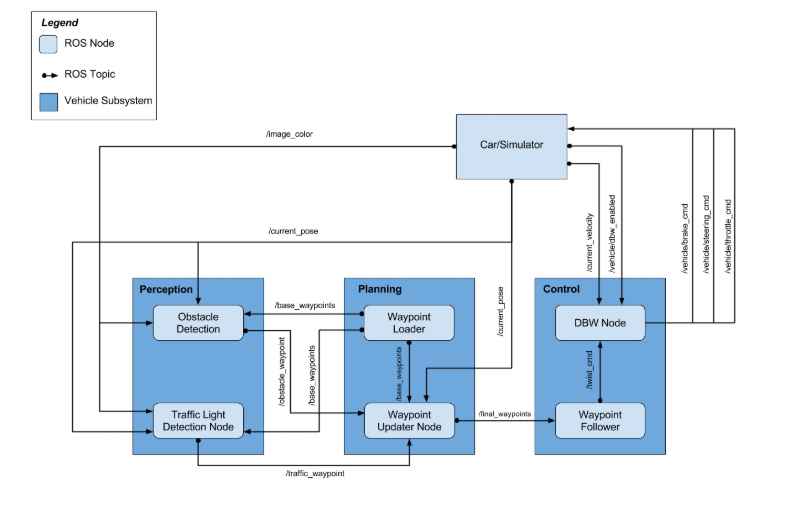 Legend
ROS Node
ROS Topic
Vehicle Subsystem
/image_color
Car/Simulator
/current_pose
/current_velocity
/vehicle/dbw_enabled
/vehicle/brake_cmd
/vehicle/steering_cmd
/vehicle/throttle_cmd
Perception
Planning
Control
Obstacle
Detection
/base_waypoints
Waypoint
Loader
/current_pose
DBW Node
/obstacle_waypoint
/base_waypoints
/base_waypoints
/twist_cmd
Traffic Light
Detection Node
Waypoint
Updater Node
/final_waypoints
Waypoint
Follower
/traffic_waypoint